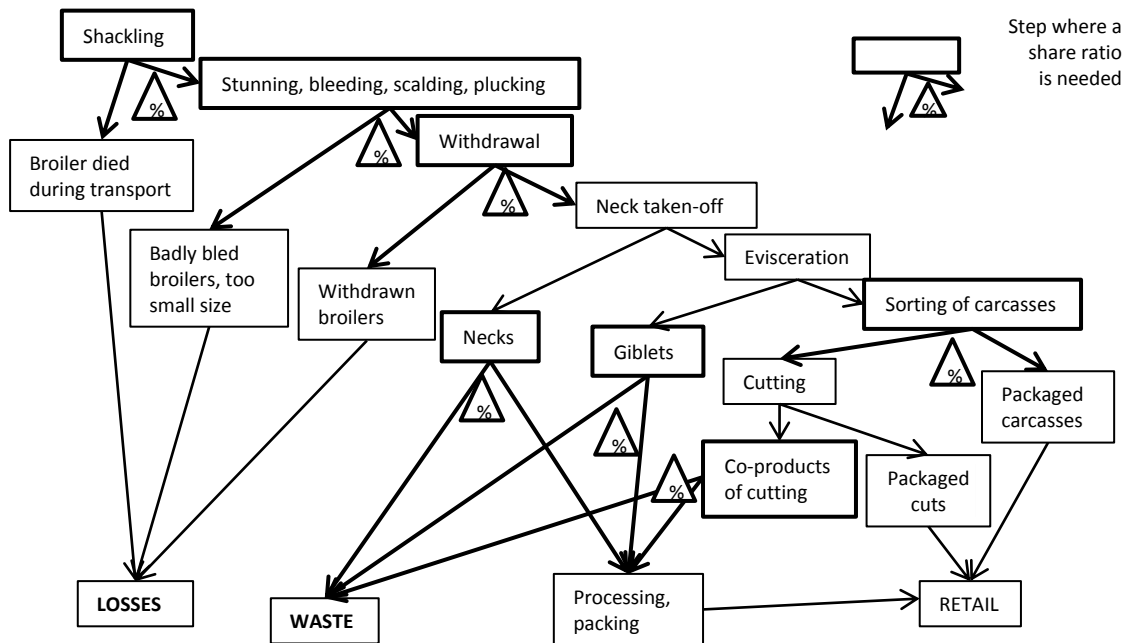 Shackling
Step where a
share ratio
is needed
%
%
Stunning, bleeding, scalding, plucking
%
Withdrawal
Broiler died
during transport
%
Neck taken-off
Badly bled
broilers, too
small size
Withdrawn
broilers
Evisceration
Sorting of carcasses
Necks
Giblets
%
Cutting
Packaged
carcasses
%
%
%
Co-products
of cutting
Packaged
cuts
LOSSES
WASTE
Processing,
packing
RETAIL